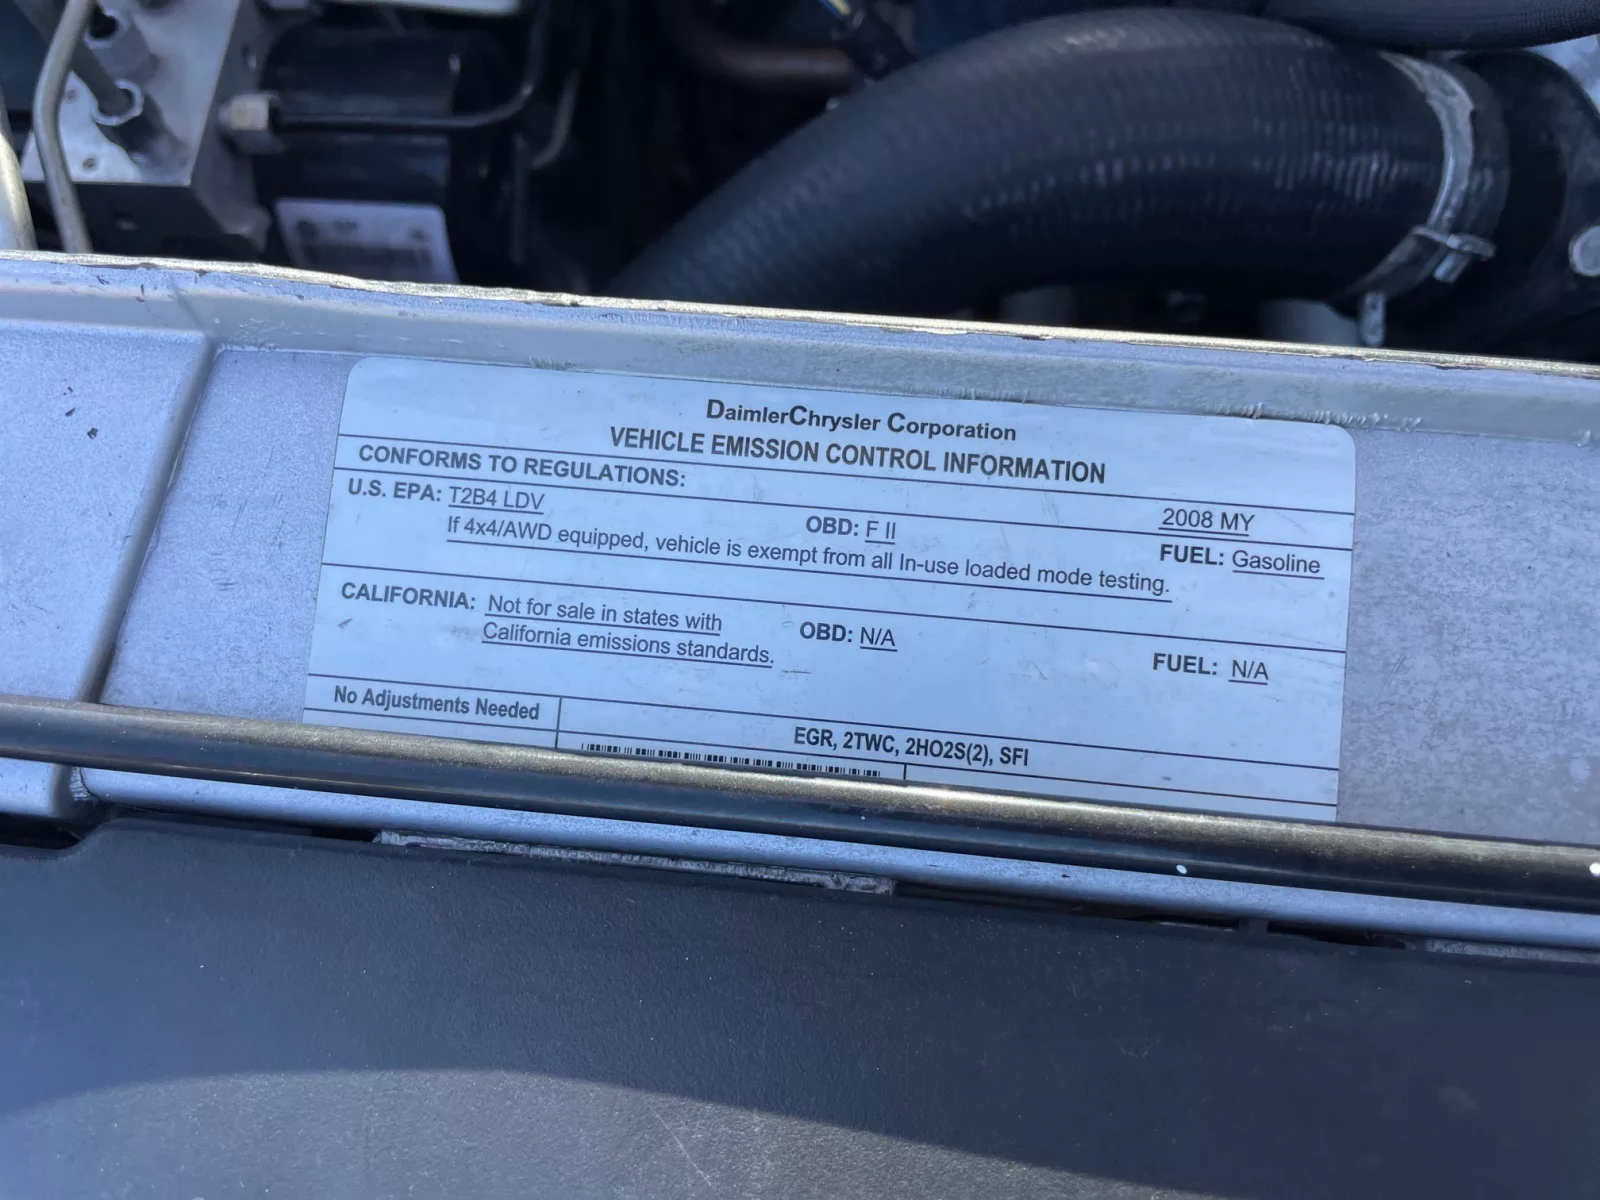 DaimlerChrysler Corporation
VEHICLE EMISSION CONTROL INFORMATION
CONFORMS TO REGULATIONS:
2008 MY
U.S. EPA: T2B4 LDV OBD: F II FUEL: Gasoline
If 4x4/AWD equipped, vehicle is exempt from all In-use loaded mode testing.
CALIFORNIA: Not for sale in states with OBD: N/A FUEL: N/A
California emissions standards.
No Adjustments Needed
EGR, 2TWC, 2HO2S(2), SFI